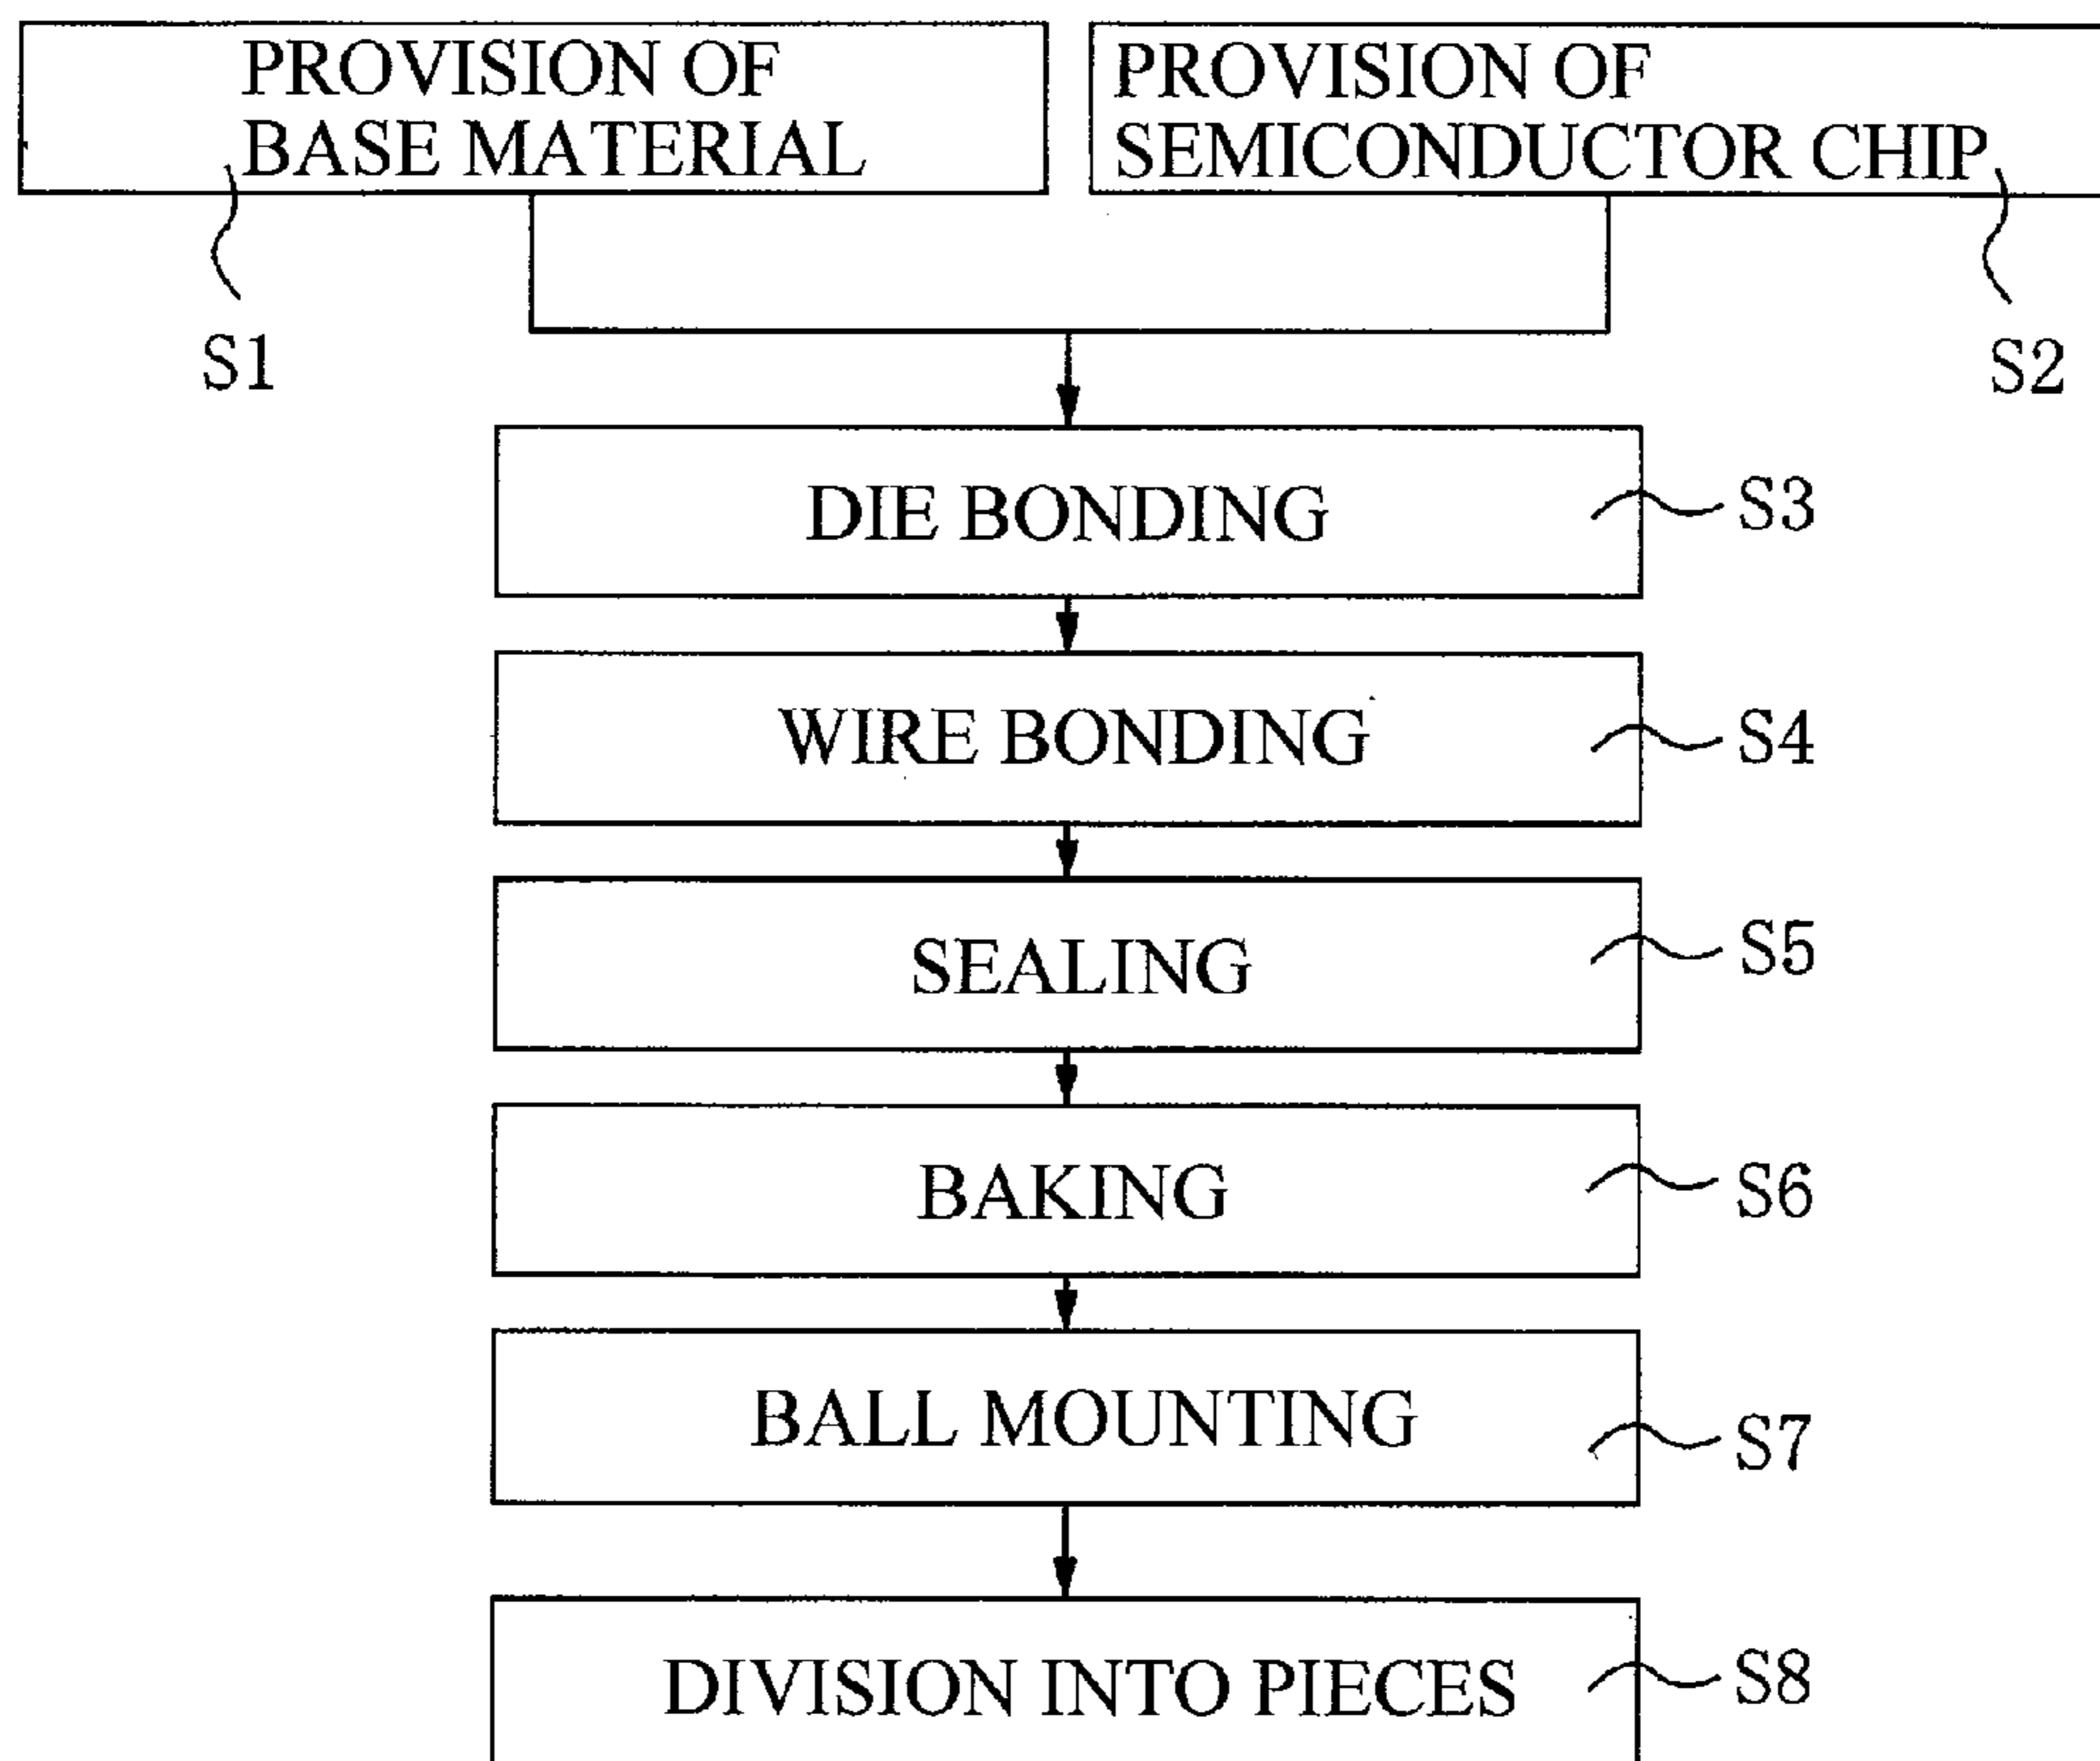 PROVISION OF
BASE MATERIAL
PROVISION OF
SEMICONDUCTOR CHIP
S1
S2
DIE BONDING
S3
WIRE BONDING
S4
SEALING
S5
BAKING
S6
BALL MOUNTING
S7
DIVISION INTO PIECES
S8